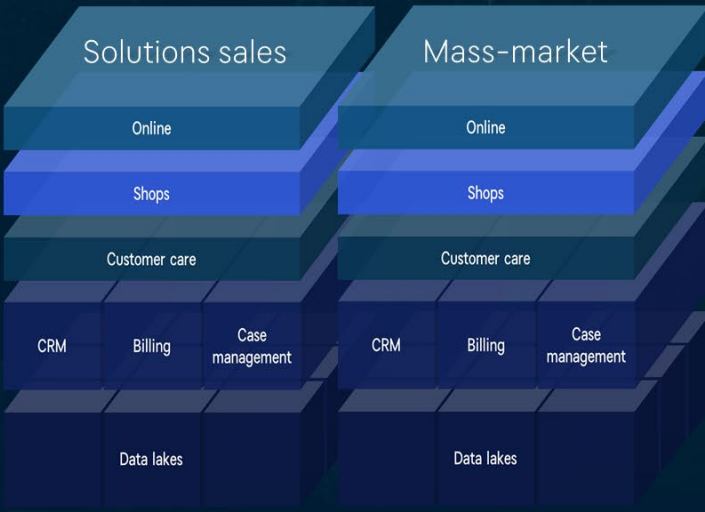 Solutions sales
Online
Shops
Customer care
CRM
Billing
Case
management
Data lakes
Mass-market
Online
Shops
Customer care
CRM
Billing
Case
management
Data lakes